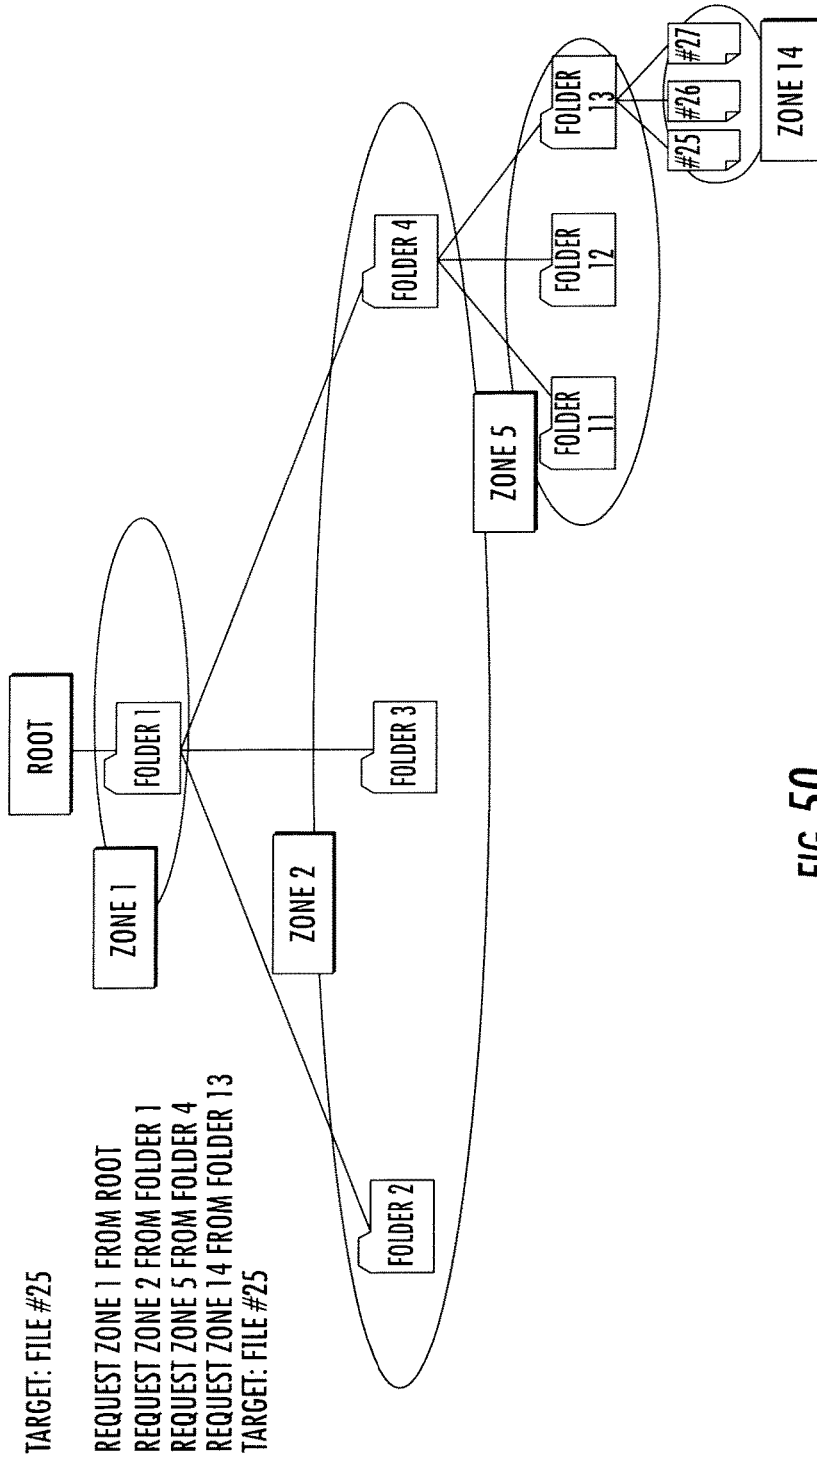 TARGET: FILE #25
REQUEST ZONE 1 FROM ROOT
REQUEST ZONE 2 FROM FOLDER 1
REQUEST ZONE 5 FROM FOLDER 4
REQUEST ZONE 14 FROM FOLDER 13
TARGET: FILE #25
ROOT
ZONE 1
FOLDER 1
ZONE 2
FOLDER 2
FOLDER 3
FOLDER 4
ZONE 5
FOLDER
11
FOLDER
12
FOLDER
13
#25
#26
#27
ZONE 14
FIG. 50